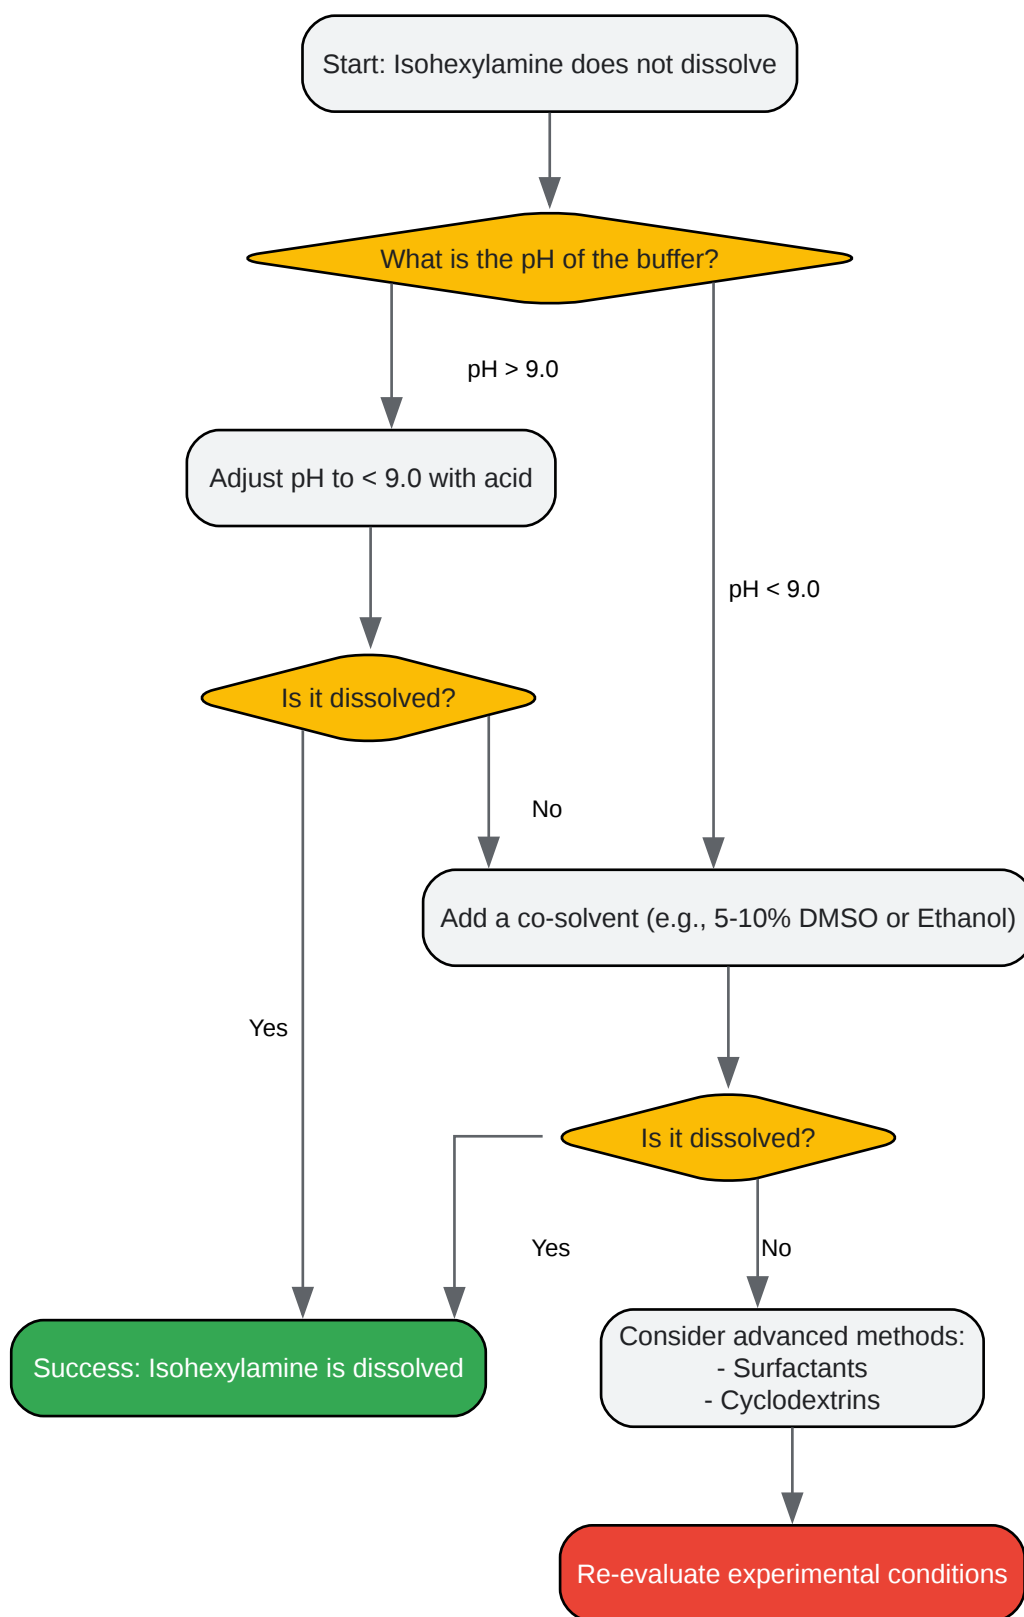 Start: Isohexylamine does not dissolve
What is the pH of the buffer?
pH > 9.0
Adjust pH to < 9.0 with acid
pH < 9.0
Is it dissolved?
No
Add a co-solvent (e.g., 5-10% DMSO or Ethanol)
Yes
Is it dissolved?
Yes
No
Consider advanced methods:
- Surfactants
- Cyclodextrins
Success: Isohexylamine is dissolved
Re-evaluate experimental conditions